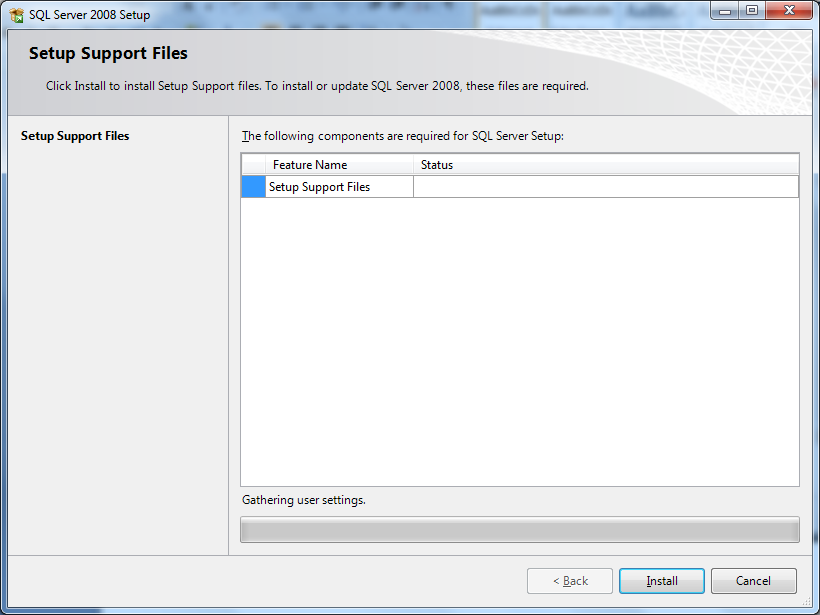 SQL Server 2008 Setup
Setup Support Files
Click Install to install Setup Support files. To install or update SQL Server 2008, these files are required.
Setup Support Files
The following components are required for SQL Server Setup:
Feature Name Status
Setup Support Files
Gathering user settings.
< Back Install Cancel